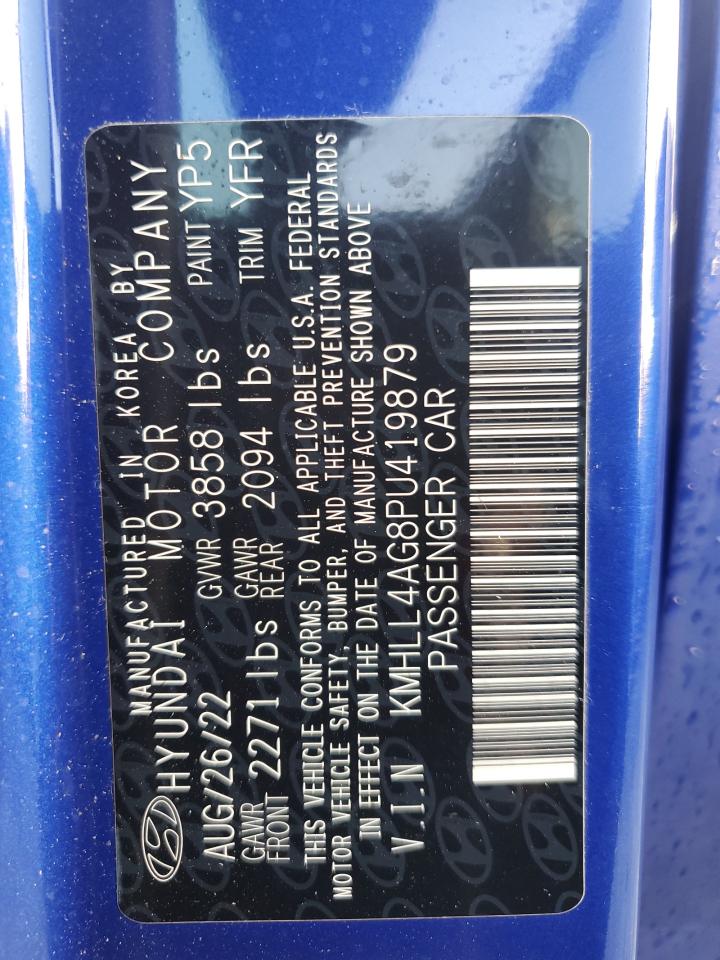 MANUFACTURED IN KOREA BY
HYUNDAI MOTOR COMPANY
AUG/26/22 GVWR 3858 lbs PAINT YP5
GAWR FRONT 2271 lbs GAWR REAR 2094 lbs TRIM YFR
THIS VEHICLE CONFORMS TO ALL APPLICABLE U.S.A. FEDERAL
MOTOR VEHICLE SAFETY, BUMPER, AND THEFT PREVENTION STANDARDS
IN EFFECT ON THE DATE OF MANUFACTURE SHOWN ABOVE
V.I.N KMHLL4AG8PU419879
PASSENGER CAR